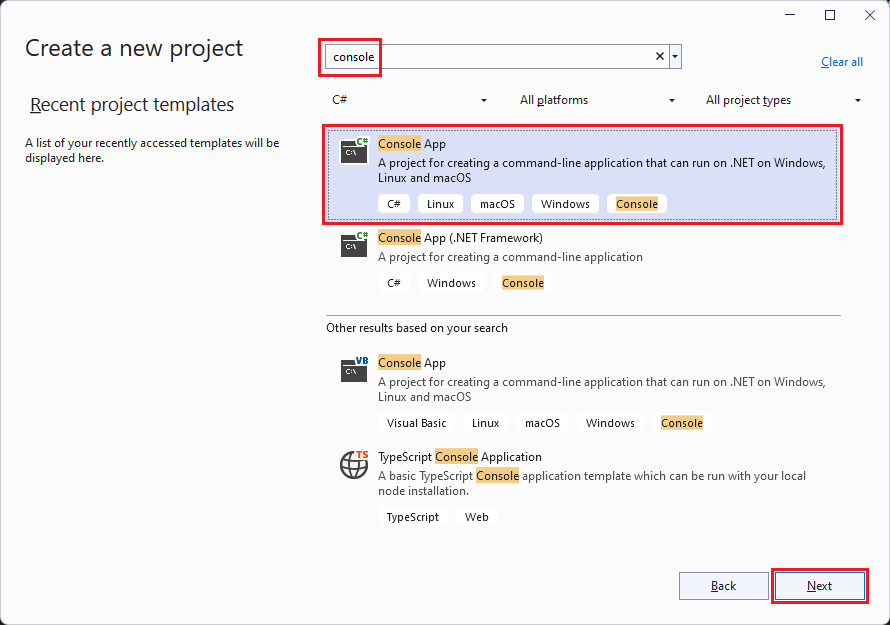 Create a new project
console
Clear all
Recent project templates
A list of your recently accessed templates will be
displayed here.
C#
All platforms
All project types
C#
C:\
Console App
A project for creating a command-line application that can run on .NET on Windows,
Linux and macOS
C# Linux macOS Windows Console
C#
C:\
Console App (.NET Framework)
A project for creating a command-line application
C# Windows Console
Other results based on your search
VB
C:\
Console App
A project for creating a command-line application that can run on .NET on Windows,
Linux and macOS
Visual Basic Linux macOS Windows Console
TS
TypeScript Console Application
A basic TypeScript Console application template which can be run with your local
node installation.
TypeScript Web
Back
Next